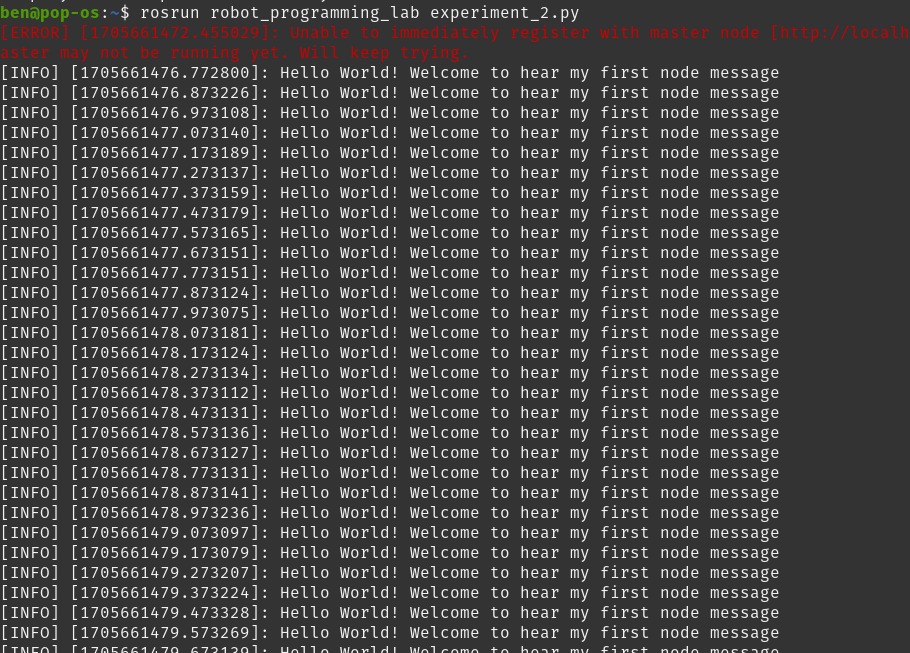 ben@pop-os:~$ rosrun robot_programming_lab experiment_2.py
[ERROR] [1705661472.455029]: Unable to immediately register with master node [http://localh
aster may not be running yet. Will keep trying.
[INFO] [1705661476.772800]: Hello World! Welcome to hear my first node message
[INFO] [1705661476.873226]: Hello World! Welcome to hear my first node message
[INFO] [1705661476.973108]: Hello World! Welcome to hear my first node message
[INFO] [1705661477.073140]: Hello World! Welcome to hear my first node message
[INFO] [1705661477.173189]: Hello World! Welcome to hear my first node message
[INFO] [1705661477.273137]: Hello World! Welcome to hear my first node message
[INFO] [1705661477.373159]: Hello World! Welcome to hear my first node message
[INFO] [1705661477.473179]: Hello World! Welcome to hear my first node message
[INFO] [1705661477.573165]: Hello World! Welcome to hear my first node message
[INFO] [1705661477.673151]: Hello World! Welcome to hear my first node message
[INFO] [1705661477.773151]: Hello World! Welcome to hear my first node message
[INFO] [1705661477.873124]: Hello World! Welcome to hear my first node message
[INFO] [1705661477.973075]: Hello World! Welcome to hear my first node message
[INFO] [1705661478.073181]: Hello World! Welcome to hear my first node message
[INFO] [1705661478.173124]: Hello World! Welcome to hear my first node message
[INFO] [1705661478.273134]: Hello World! Welcome to hear my first node message
[INFO] [1705661478.373112]: Hello World! Welcome to hear my first node message
[INFO] [1705661478.473131]: Hello World! Welcome to hear my first node message
[INFO] [1705661478.573136]: Hello World! Welcome to hear my first node message
[INFO] [1705661478.673127]: Hello World! Welcome to hear my first node message
[INFO] [1705661478.773131]: Hello World! Welcome to hear my first node message
[INFO] [1705661478.873141]: Hello World! Welcome to hear my first node message
[INFO] [1705661478.973236]: Hello World! Welcome to hear my first node message
[INFO] [1705661479.073097]: Hello World! Welcome to hear my first node message
[INFO] [1705661479.173079]: Hello World! Welcome to hear my first node message
[INFO] [1705661479.273207]: Hello World! Welcome to hear my first node message
[INFO] [1705661479.373224]: Hello World! Welcome to hear my first node message
[INFO] [1705661479.473328]: Hello World! Welcome to hear my first node message
[INFO] [1705661479.573269]: Hello World! Welcome to hear my first node message
[INFO] [1705661479.673139]: Hello World! Welcome to hear my first node message